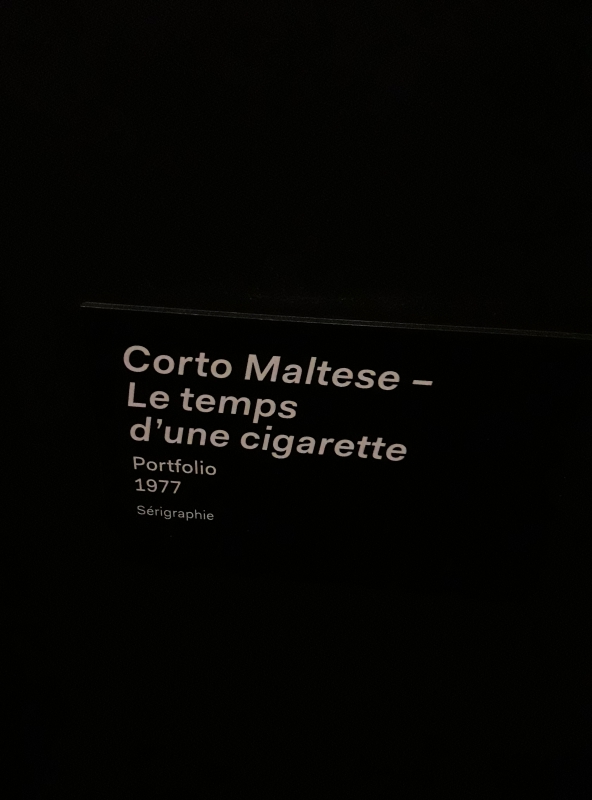 Corto Maltese –
Le temps
d’une cigarette
Portfolio
1977
Sérigraphie